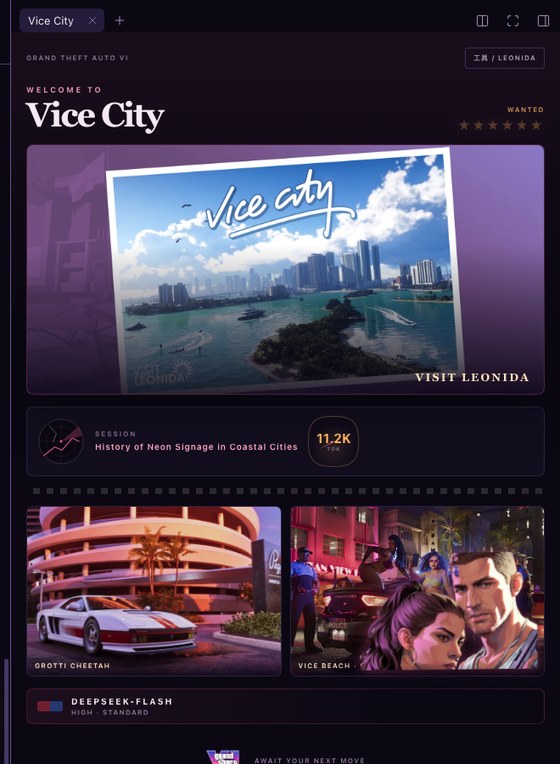 Vice City
GRAND THEFT AUTO VI
工具 / LEONIDA
WELCOME TO
Vice City
WANTED
Vice City
VISIT
LEONIDA
VISIT LEONIDA
SESSION
History of Neon Signage in Coastal Cities
11.2K
TOK
GROTTI CHEETAH
POLICE
VICE BEACH ·
DEEPSEEK-FLASH
HIGH · STANDARD
grand
AWAIT YOUR NEXT MOVE